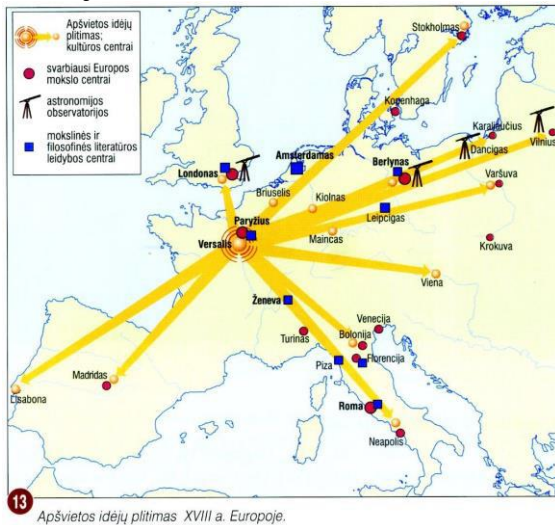 Apšvietos idėjų
plitimas;
kultūros centrai
svarbiausi Europos
mokslo centrai
astronomijos
observatorijos
mokslinės ir
filosofinės literatūros
leidybos centrai
Stokholmas
Kopenhaga
Karaliaučius
Dancigas
Vilnius
Amsterdamas
Berlynas
Londonas
Varšuva
Briuselis
Kiolnas
Leipcigas
Paryžius
Maincas
Krokuva
Versalis
Viena
Ženeva
Venecija
Turinas
Bolonija
Piza
Florencija
Madridas
Lisabona
Roma
Neapolis
13
Apšvietos idėjų plitimas XVIII a. Europoje.